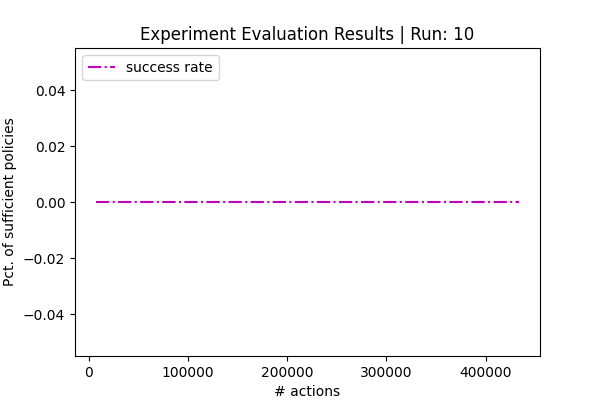 Experiment Evaluation Results | Run: 10
success rate
Pct. of sufficient policies
0.04
0.02
0.00
−0.02
−0.04
0
100000
200000
300000
400000
# actions